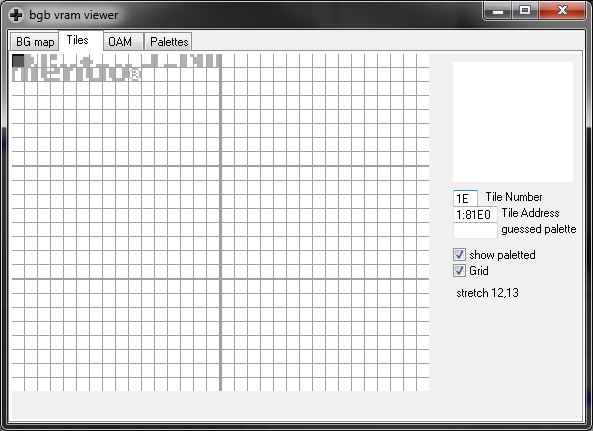 bgb vram viewer
BG map Tiles OAM Palettes
1E Tile Number
1:81E0 Tile Address
guessed palette
show paletted
Grid
stretch 12,13